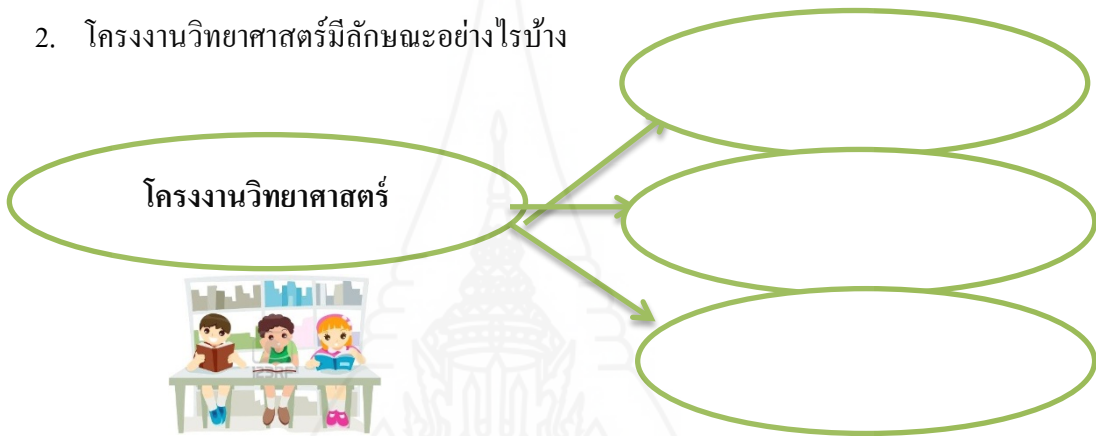 2. โครงงานวิทยาศาสตร์มีลักษณะอย่างไรบ้าง
โครงงานวิทยาศาสตร์